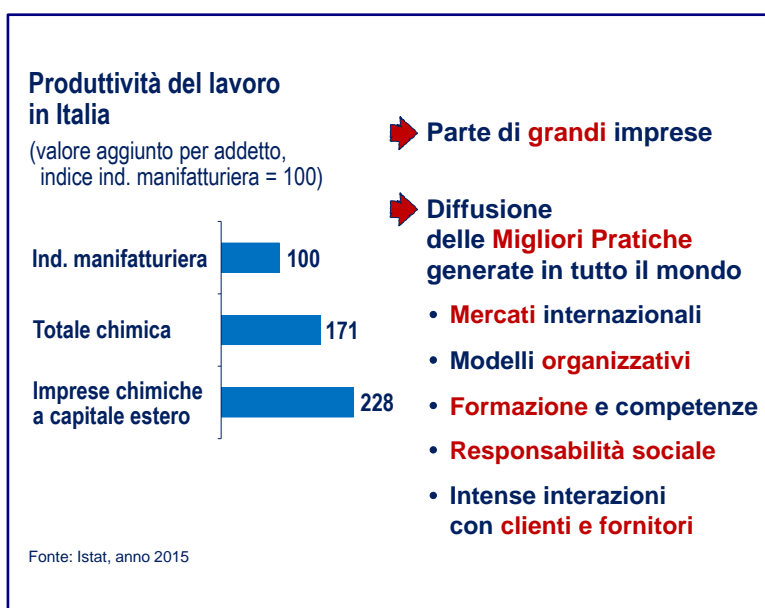 Produttività del lavoro
in Italia
(valore aggiunto per addetto,
indice ind. manifatturiera = 100)
Ind. manifatturiera 100
Totale chimica 171
Imprese chimiche
a capitale estero 228
Fonte: Istat, anno 2015
Parte di grandi imprese
Diffusione
delle Migliori Pratiche
generate in tutto il mondo
• Mercati internazionali
• Modelli organizzativi
• Formazione e competenze
• Responsabilità sociale
• Intense interazioni
con clienti e fornitori